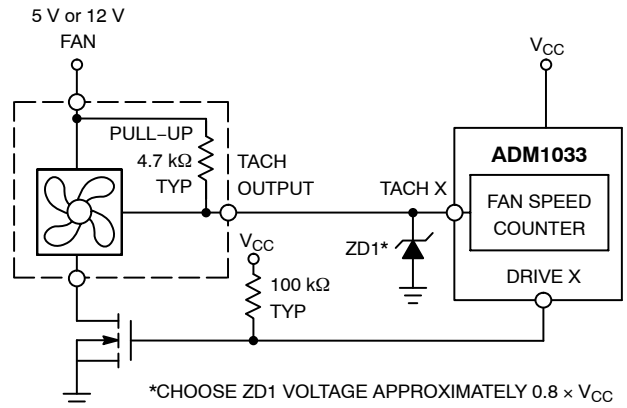 5 V or 12 V
FAN
V_CC
PULL–UP
4.7 kΩ
TYP
TACH
OUTPUT
TACH X
ADM1033
FAN SPEED
COUNTER
ZD1*
DRIVE X
V_CC
100 kΩ
TYP
*CHOOSE ZD1 VOLTAGE APPROXIMATELY 0.8 × V_CC